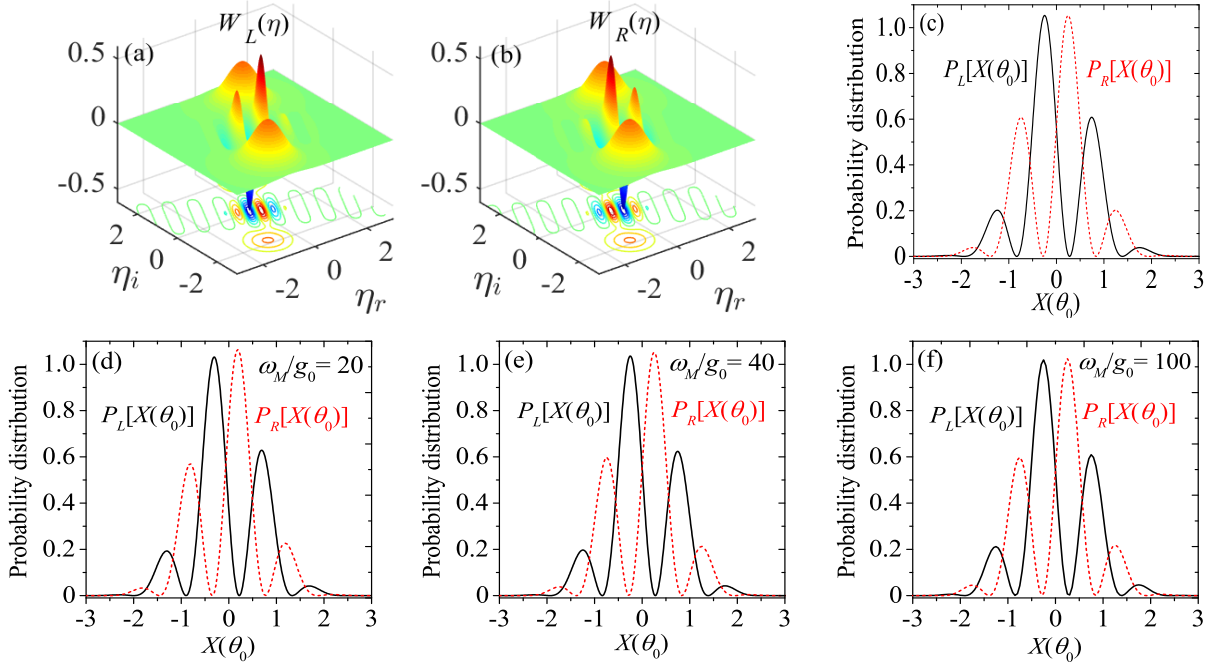 (a)
W_L(η)
0.5
0
-0.5
2
0
-2
η_i
-2
0
2
η_r
(b)
W_R(η)
0.5
0
-0.5
2
0
-2
η_i
-2
0
2
η_r
(c)
P_L[X(θ_0)]
P_R[X(θ_0)]
Probability distribution
1.0
0.8
0.6
0.4
0.2
0
-3 -2 -1 0 1 2 3
X(θ_0)
(d)
ω_M/g_0 = 20
P_L[X(θ_0)]
P_R[X(θ_0)]
Probability distribution
1.0
0.8
0.6
0.4
0.2
0
-3 -2 -1 0 1 2 3
X(θ_0)
(e)
ω_M/g_0 = 40
P_L[X(θ_0)]
P_R[X(θ_0)]
Probability distribution
1.0
0.8
0.6
0.4
0.2
0
-3 -2 -1 0 1 2 3
X(θ_0)
(f)
ω_M/g_0 = 100
P_L[X(θ_0)]
P_R[X(θ_0)]
Probability distribution
1.0
0.8
0.6
0.4
0.2
0
-3 -2 -1 0 1 2 3
X(θ_0)